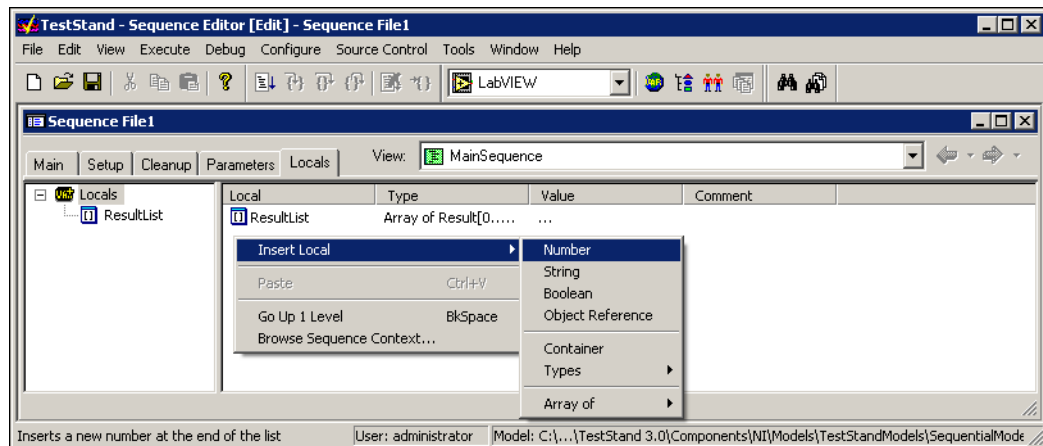 TestStand - Sequence Editor [Edit] - Sequence File1
File Edit View Execute Debug Configure Source Control Tools Window Help
LabVIEW
Sequence File1
Main Setup Cleanup Parameters Locals View: MainSequence
Locals Local Type Value Comment
ResultList ResultList Array of Result[0..... ...
Insert Local Number
String
Paste Ctrl+V
Boolean
Go Up 1 Level BkSpace Object Reference
Browse Sequence Context...
Container
Types
Array of
Inserts a new number at the end of the list User: administrator Model: C:\...\TestStand 3.0\Components\NI\Models\TestStandModels\SequentialMode